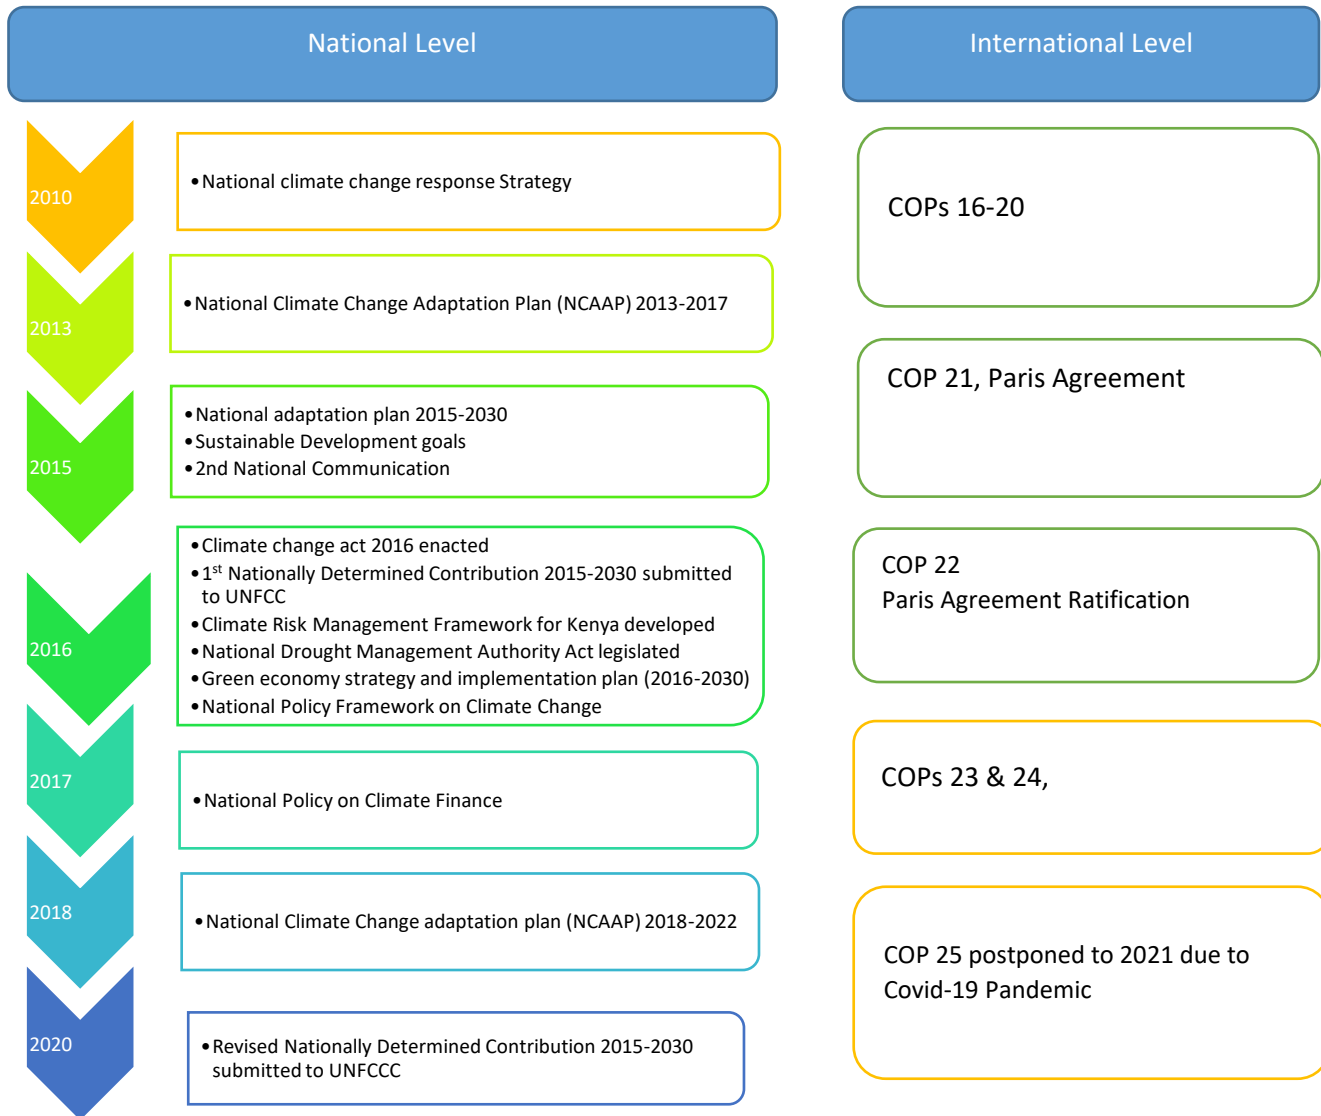 National Level
International Level
2010
•National climate change response Strategy
COPs 16-20
2013
•National Climate Change Adaptation Plan (NCAAP) 2013-2017
COP 21, Paris Agreement
2015
•National adaptation plan 2015-2030
•Sustainable Development goals
•2nd National Communication
2016
•Climate change act 2016 enacted
•1st Nationally Determined Contribution 2015-2030 submitted
to UNFCC
•Climate Risk Management Framework for Kenya developed
•National Drought Management Authority Act legislated
•Green economy strategy and implementation plan (2016-2030)
•National Policy Framework on Climate Change
COP 22
Paris Agreement Ratification
2017
•National Policy on Climate Finance
COPs 23 & 24,
2018
•National Climate Change adaptation plan (NCAAP) 2018-2022
COP 25 postponed to 2021 due to
Covid-19 Pandemic
2020
•Revised Nationally Determined Contribution 2015-2030
submitted to UNFCCC